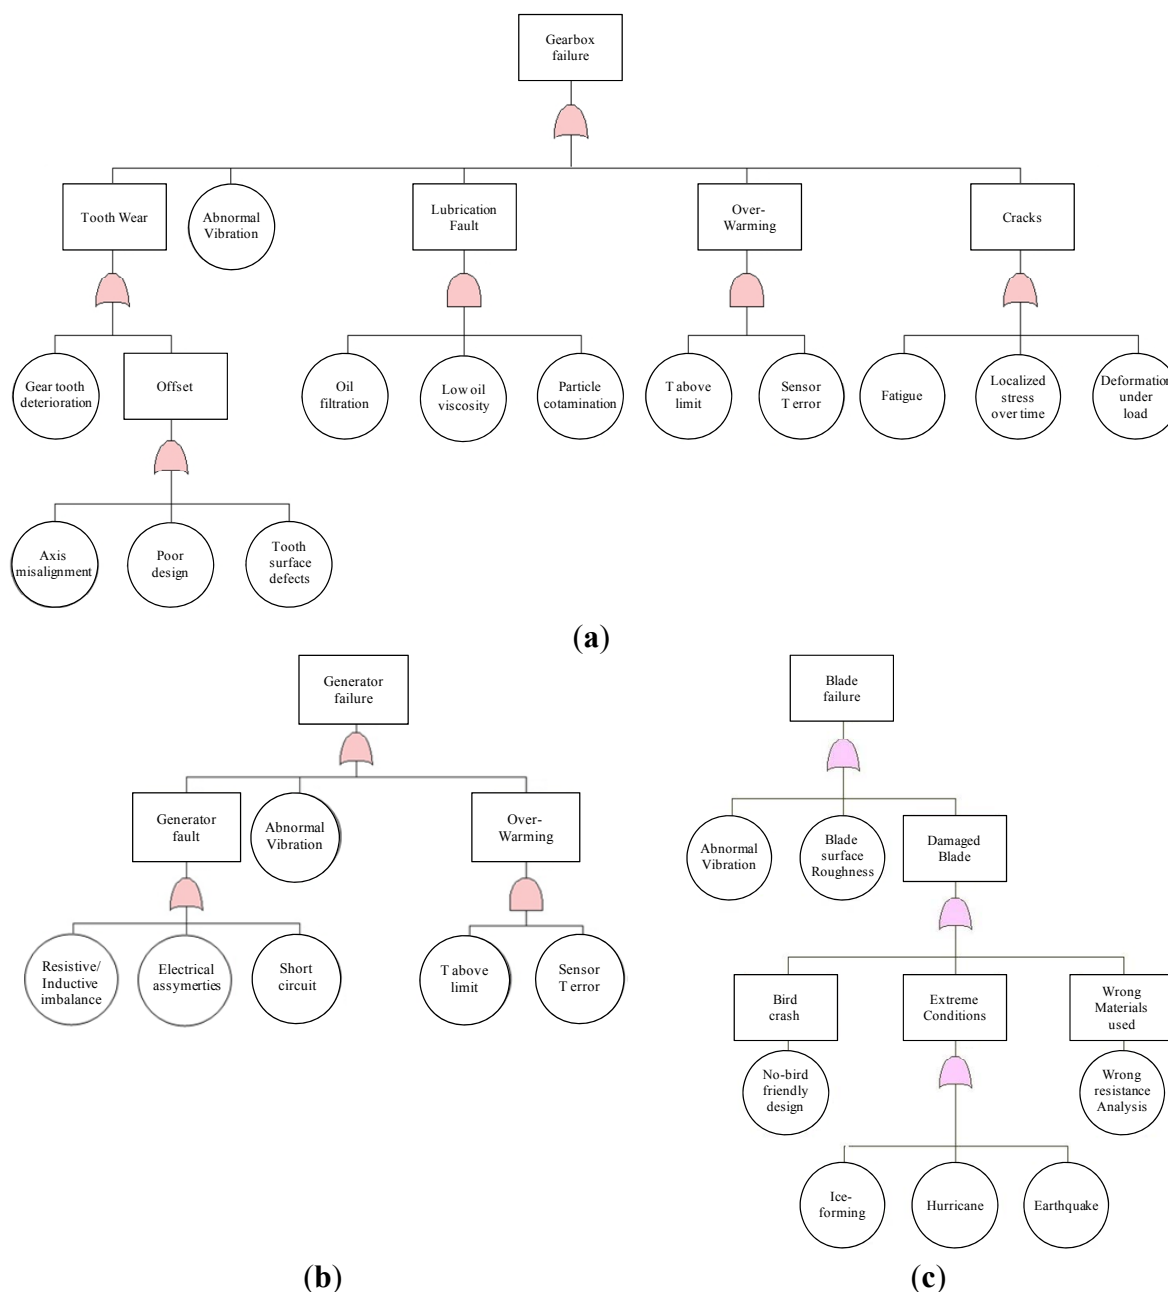 Gearbox
failure
Tooth Wear
Abnormal
Vibration
Lubrication
Fault
Over-
Warming
Cracks
Gear tooth
deterioration
Offset
Oil
filtration
Low oil
viscosity
Particle
cotamination
T above
limit
Sensor
T error
Fatigue
Localized
stress
over time
Deformation
under
load
Axis
misalignment
Poor
design
Tooth
surface
defects
(a)
Generator
failure
Generator
fault
Abnormal
Vibration
Over-
Warming
Resistive/
Inductive
imbalance
Electrical
assymerties
Short
circuit
T above
limit
Sensor
T error
(b)
Blade
failure
Abnormal
Vibration
Blade
surface
Roughness
Damaged
Blade
Bird
crash
Extreme
Conditions
Wrong
Materials
used
No-bird
friendly
design
Wrong
resistance
Analysis
Ice-
forming
Hurricane
Earthquake
(c)